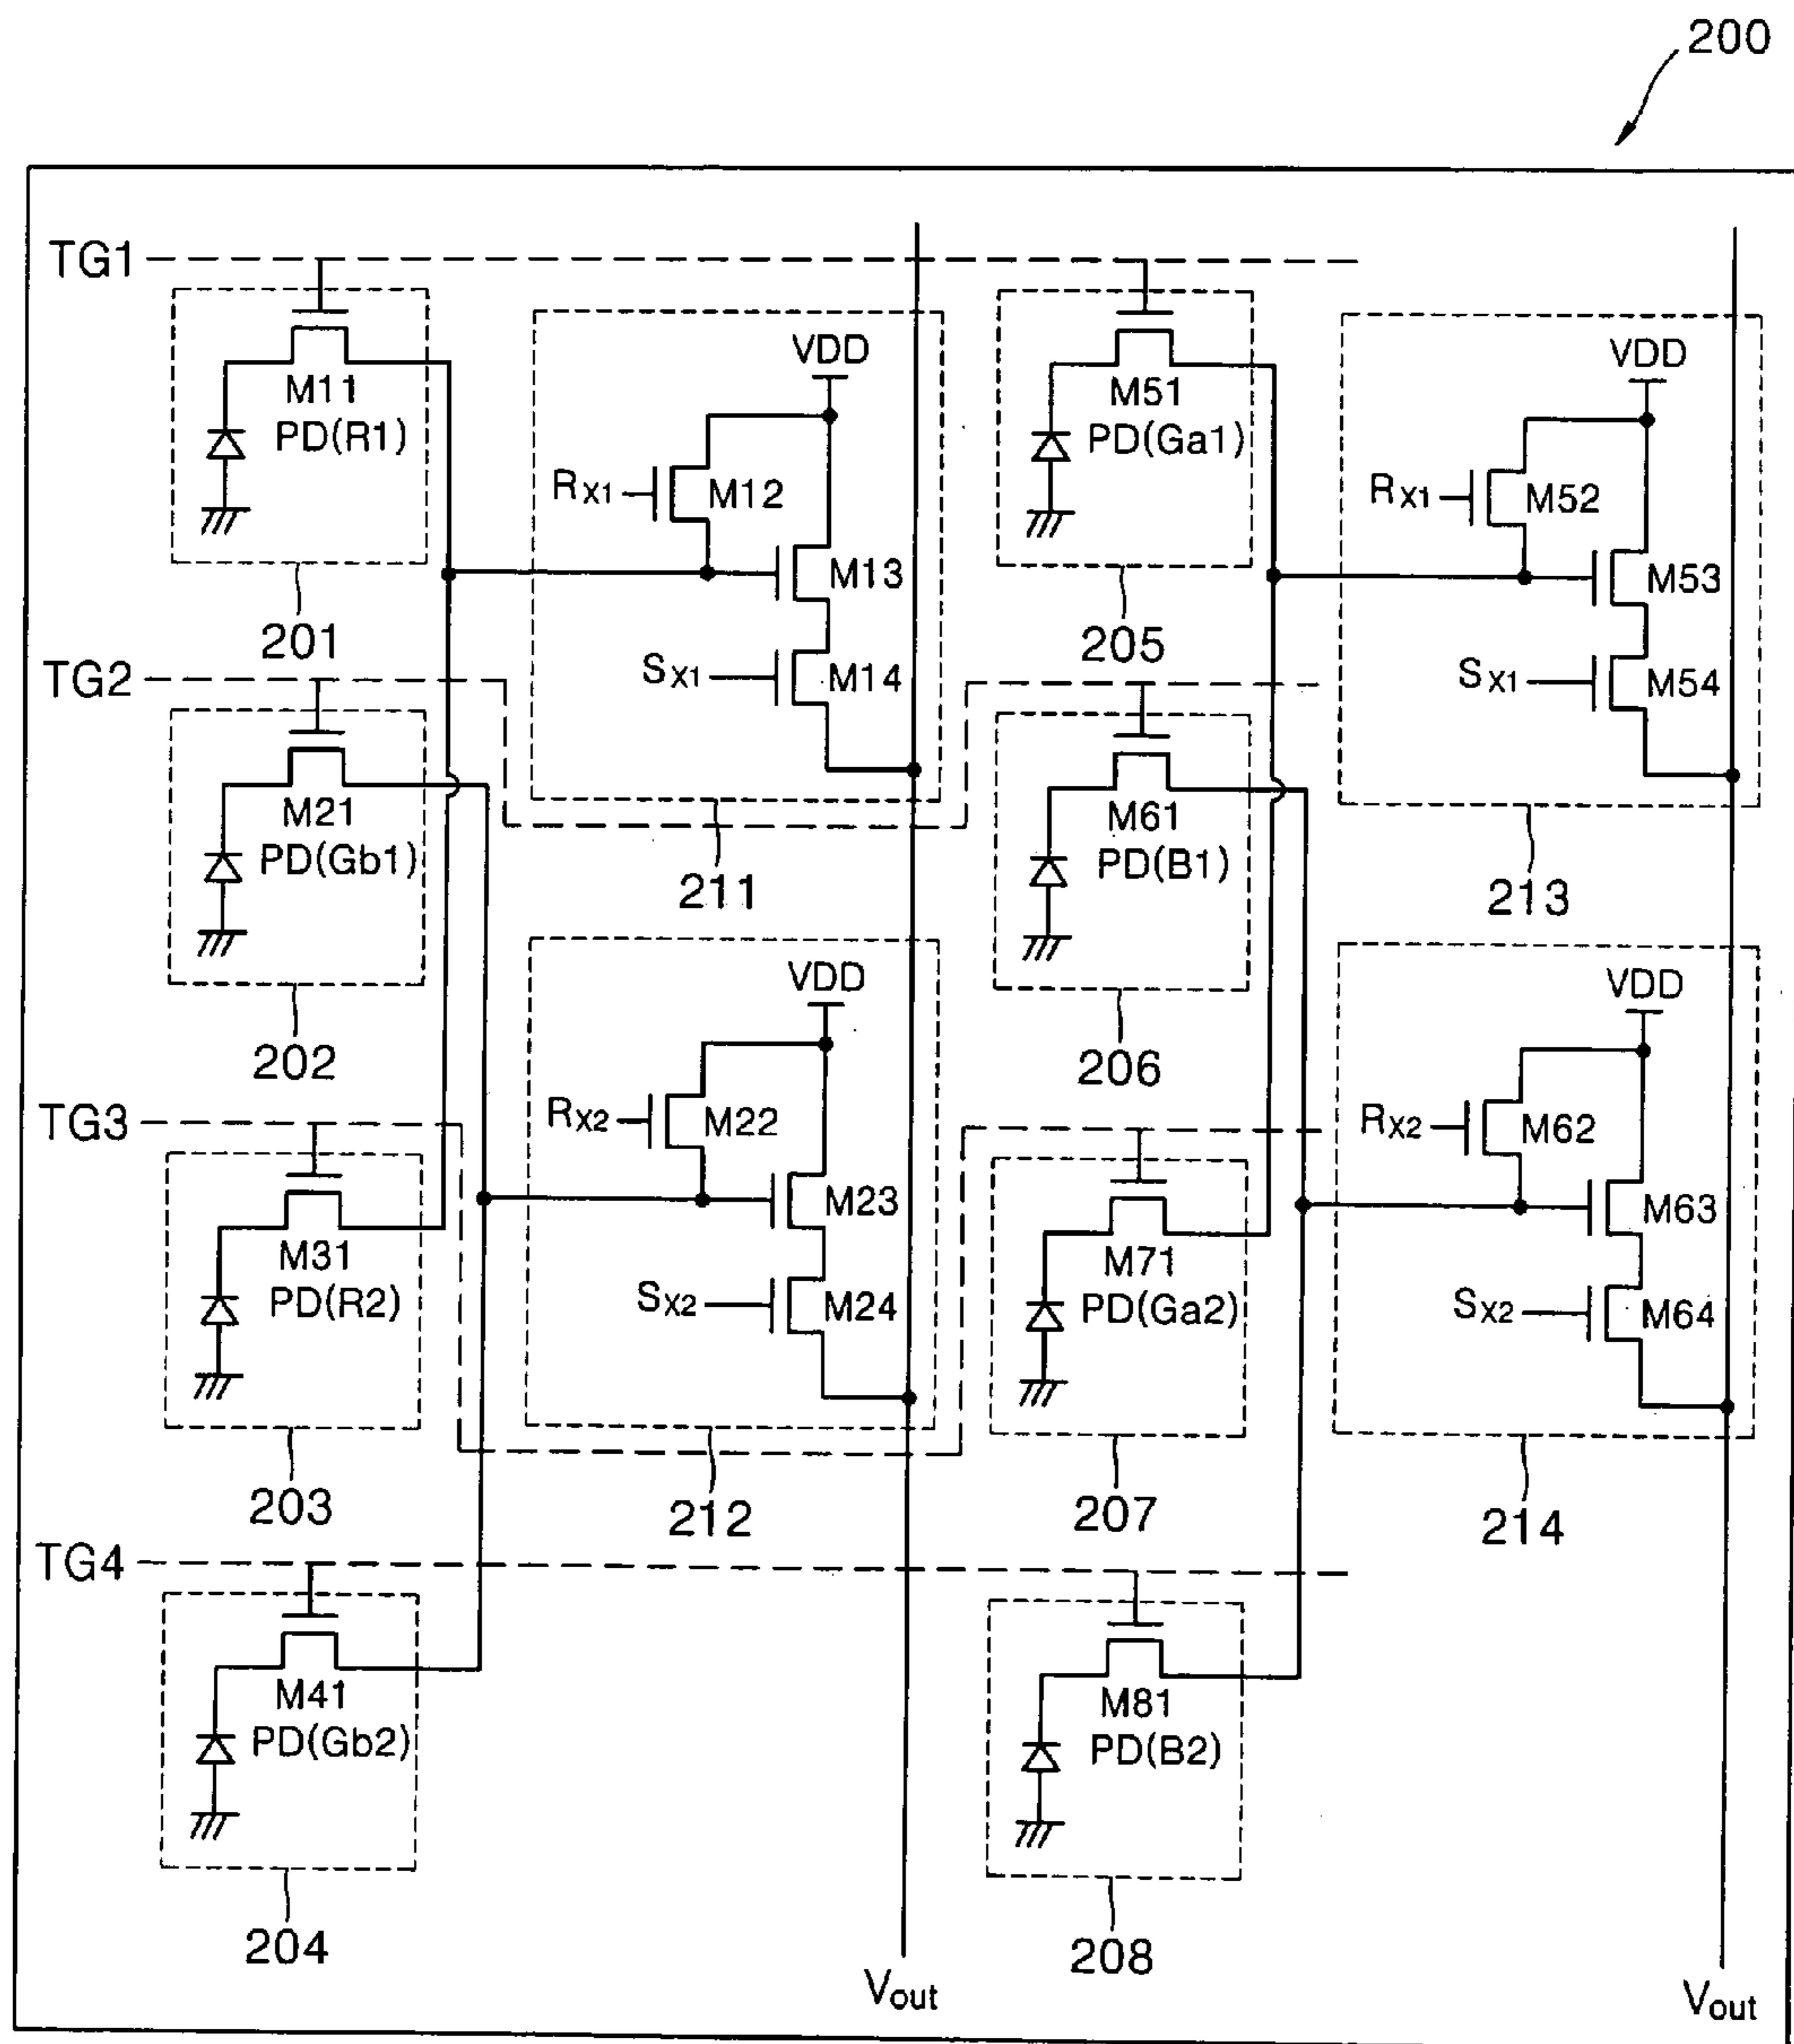 200
TG1
M11
PD(R1)
201
VDD
RX1
M12
M13
SX1
M14
211
M51
PD(Ga1)
205
VDD
RX1
M52
M53
SX1
M54
213
TG2
M21
PD(Gb1)
202
M61
PD(B1)
206
VDD
RX2
M22
M23
SX2
M24
212
VDD
RX2
M62
M63
SX2
M64
214
TG3
M31
PD(R2)
203
M71
PD(Ga2)
207
TG4
M41
PD(Gb2)
204
M81
PD(B2)
208
Vout
Vout